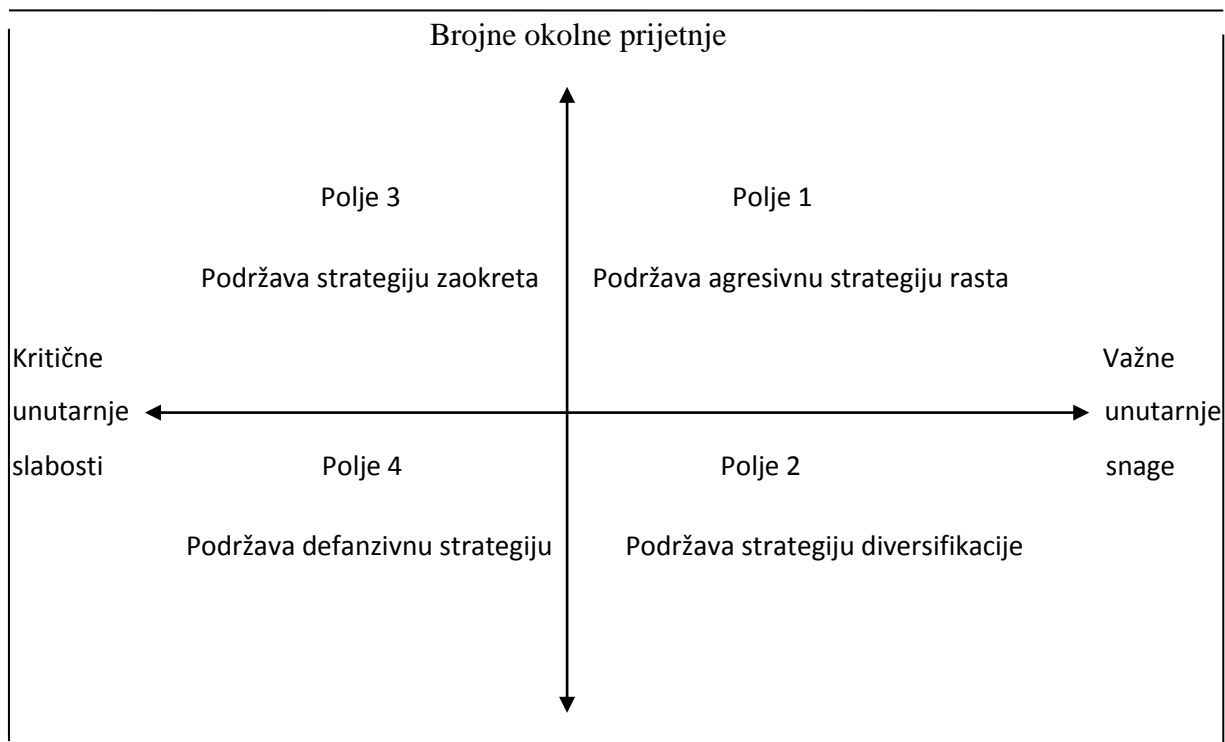 Brojne okolne prijetnje
Polje 3
Polje 1
Podržava strategiju zaokreta
Podržava agresivnu strategiju rasta
Kritične
unutarnje
slabosti
Važne
unutarnje
snage
Polje 4
Polje 2
Podržava defanzivnu strategiju
Podržava strategiju diversifikacije